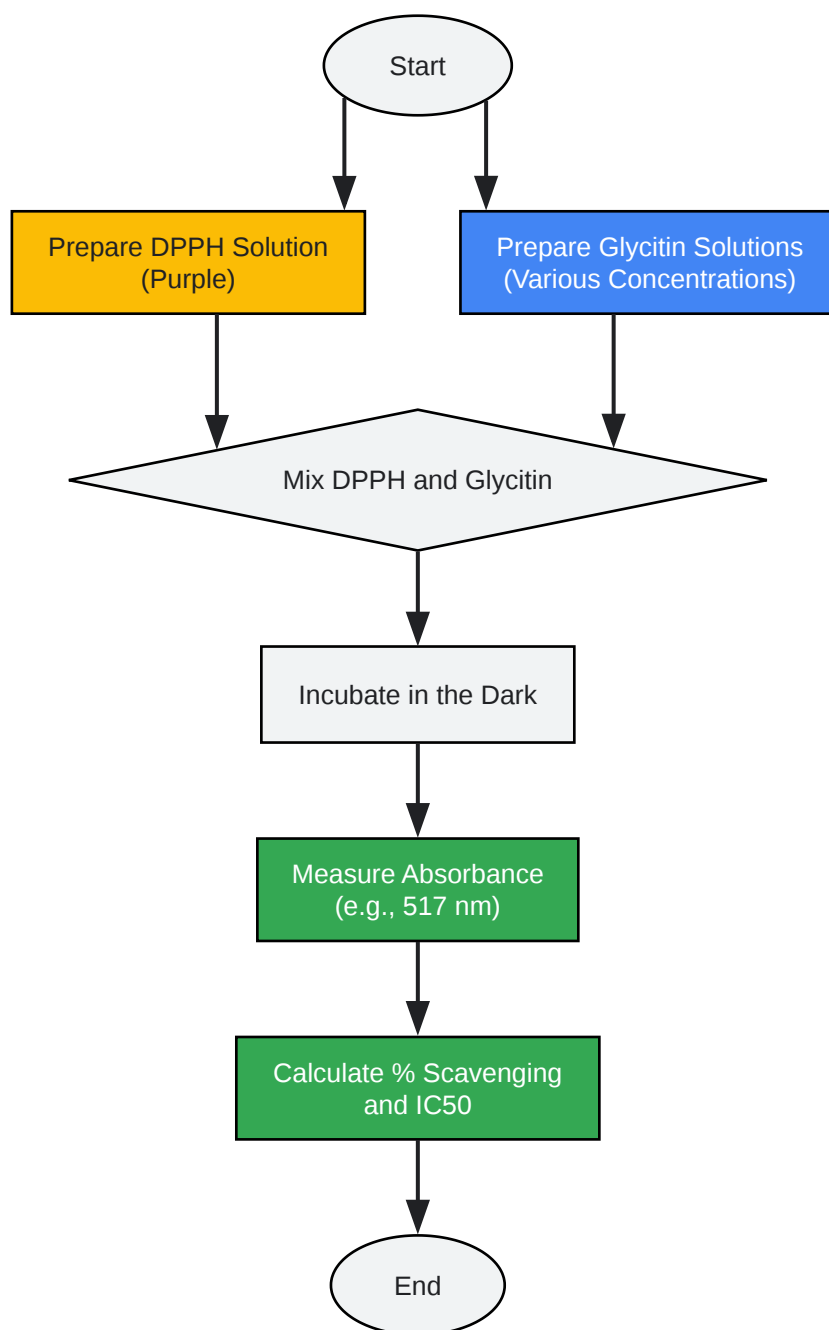 Start
Prepare DPPH Solution
(Purple)
Prepare Glycitin Solutions
(Various Concentrations)
Mix DPPH and Glycitin
Incubate in the Dark
Measure Absorbance
(e.g., 517 nm)
Calculate % Scavenging
and IC50
End